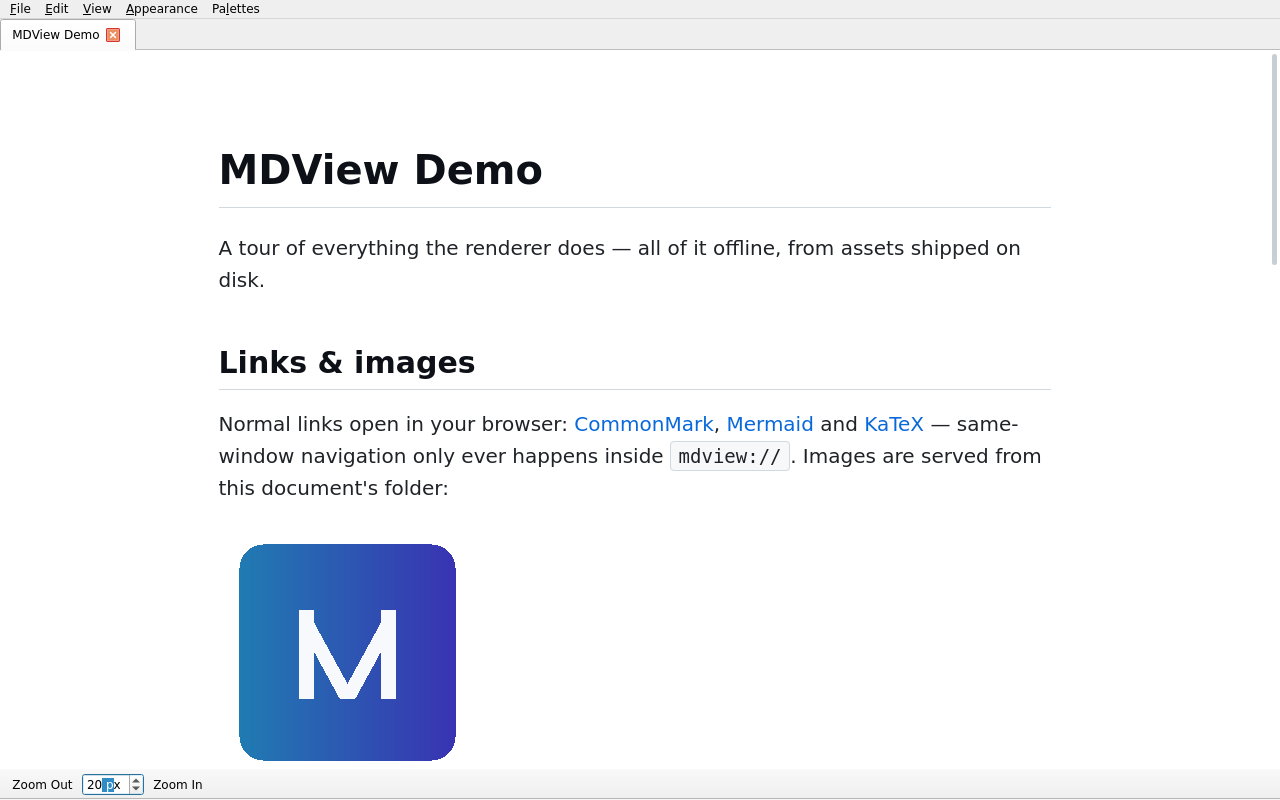 File Edit View Appearance Palettes
MDView Demo
MDView Demo
A tour of everything the renderer does — all of it offline, from assets shipped on
disk.
Links & images
Normal links open in your browser: CommonMark, Mermaid and KaTeX — same-
window navigation only ever happens inside mdview://. Images are served from
this document's folder:
M
Zoom Out 20 px Zoom In